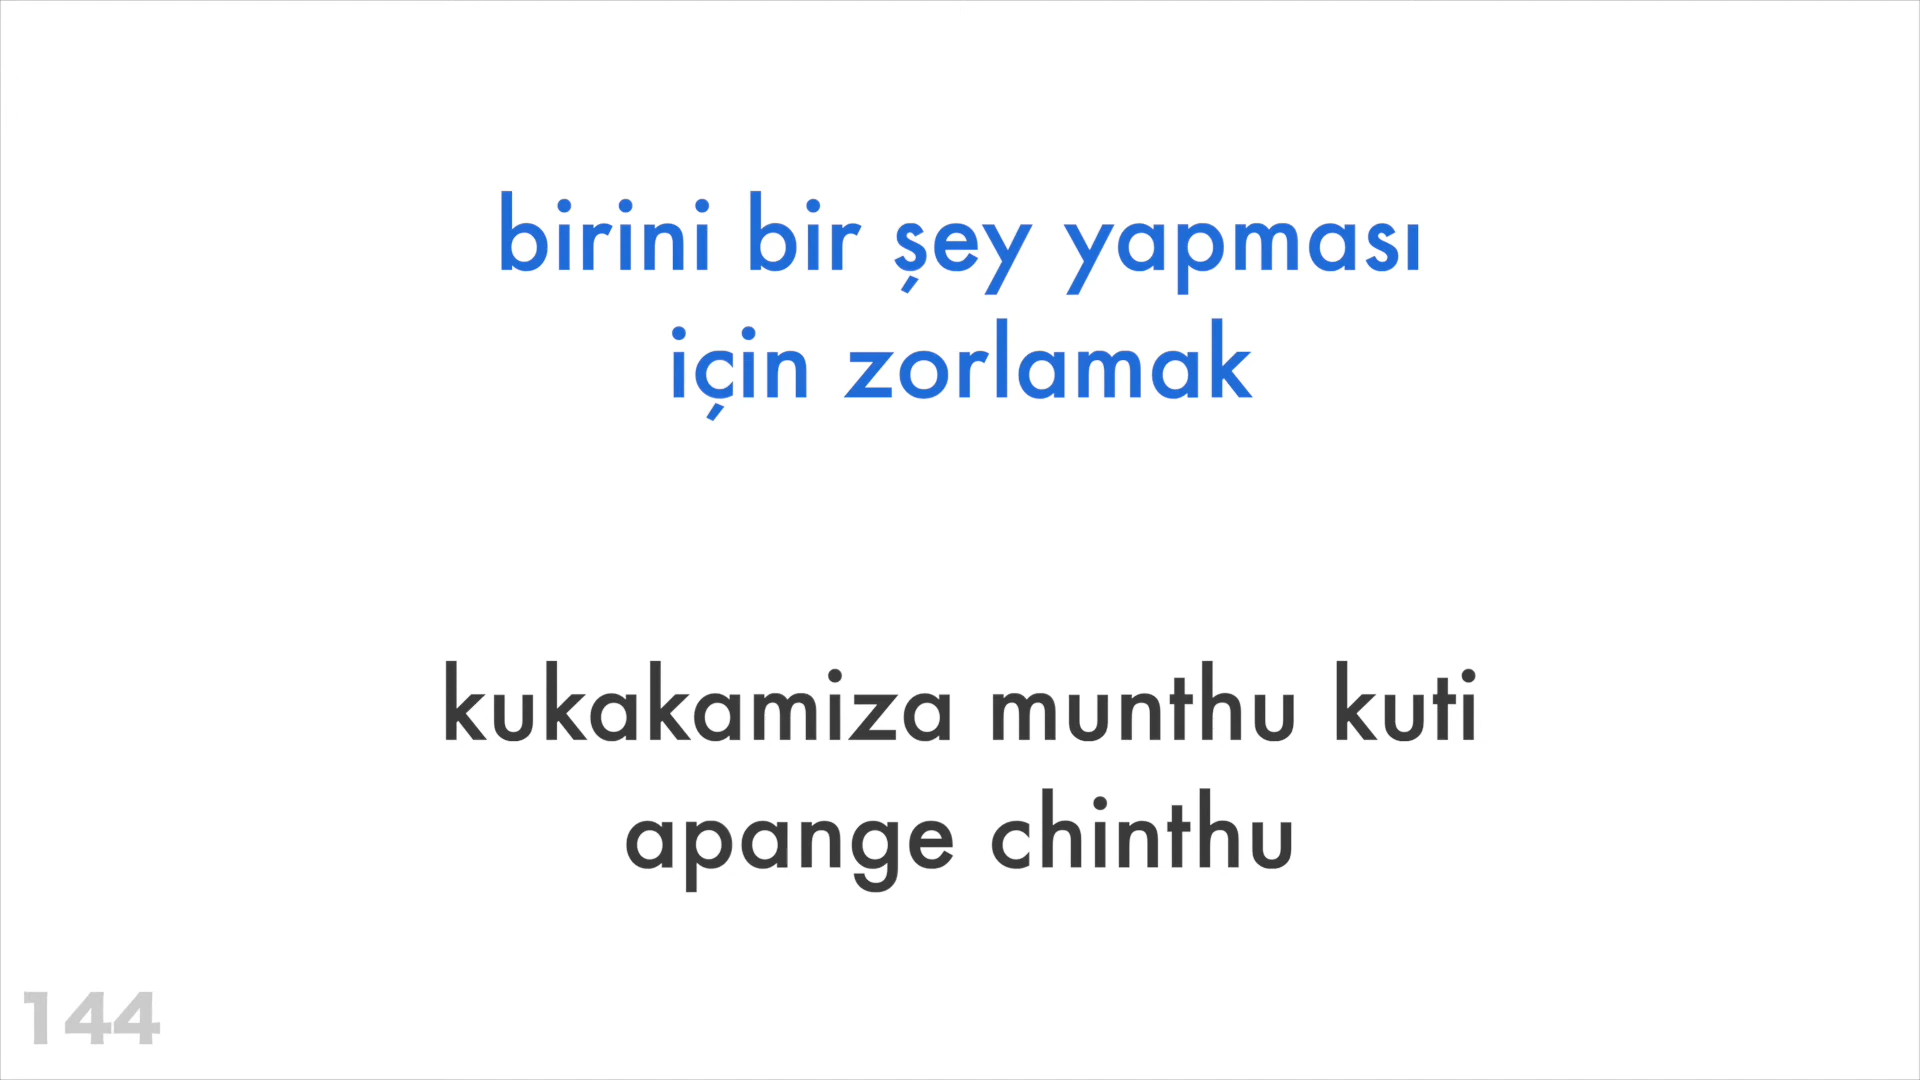 birini bir şey yapması
için zorlamak
kukakamiza munthu kuti
apange chinthu
144